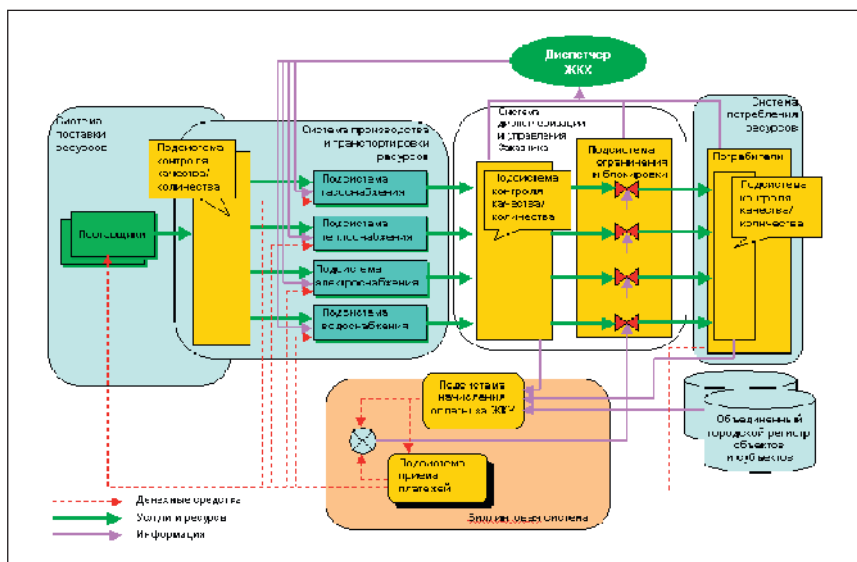 Диспетчер
ЖКХ
Система
поставки
ресурсов
Система производства
и транспортировки
ресурсов
Система
диспетчеризации
и управления
Заказчика
Система
потребления
ресурсов
Подсистема
контроля
качества/
количества
Поставщики
Подсистема
газоснабжения
Подсистема
теплоснабжения
Подсистема
электроснабжения
Подсистема
водоснабжения
Подсистема
контроля
качества/
количества
Подсистема
ограничения
и блокировки
Потребители
Подсистема
контроля
качества/
количества
Подсистема
начисления
оплаты за ЖКУ
Подсистема
приема
платежей
Биллинговая система
Объединенный
городской регистр
объектов
и субъектов
Денежные средства
Услуги и ресурсы
Информация